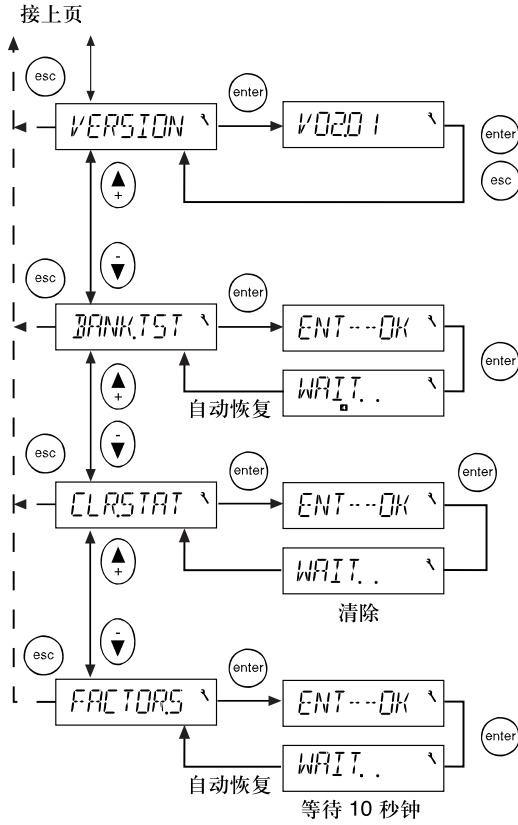 接上页
esc
enter
VERSION
V02.01
enter
esc
+
-
esc
enter
BANK.TST
ENT---OK
enter
WAIT..
自动恢复
+
-
esc
enter
enter
CLR.STAT
ENT---OK
WAIT..
清除
+
-
esc
enter
FACTOR.S
ENT---OK
enter
WAIT..
自动恢复
等待 10 秒钟